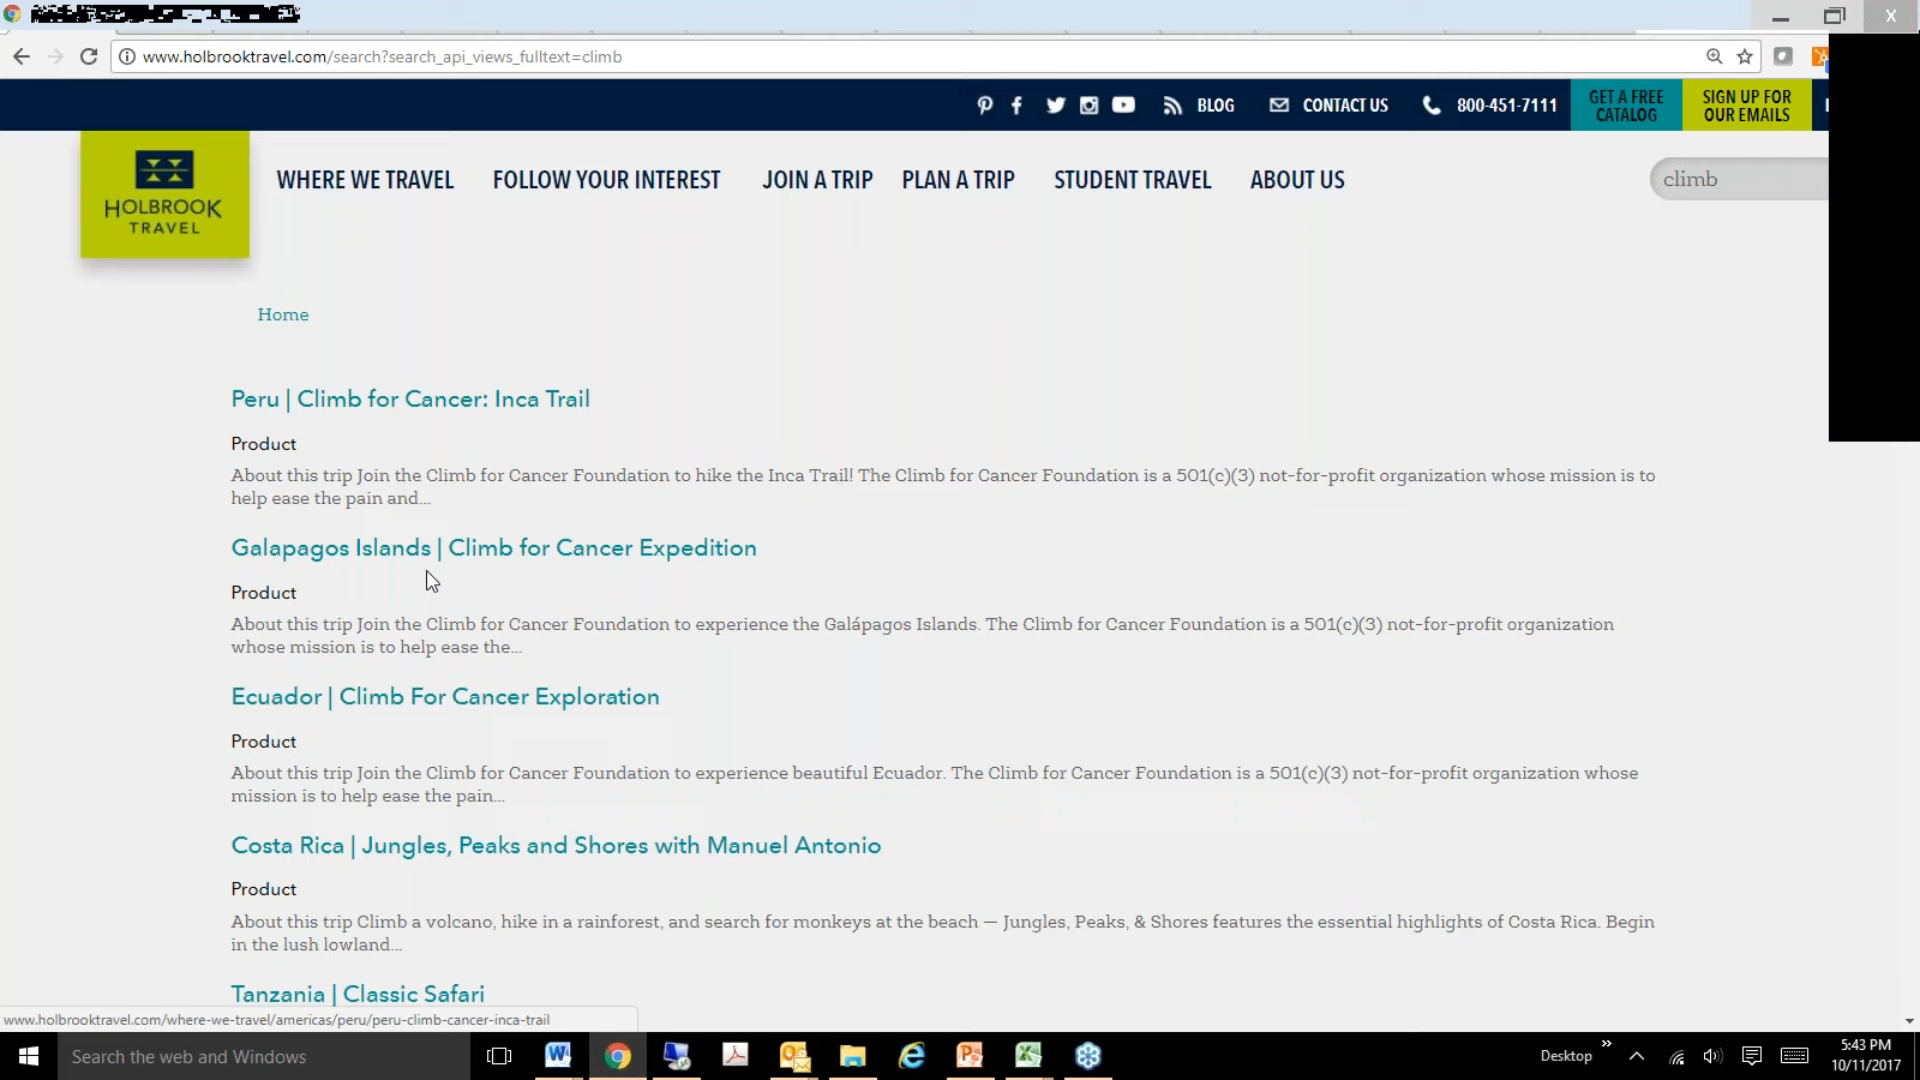 www.holbrooktravel.com/search?search_api_views_fulltext=climb
BLOG
CONTACT US
800-451-7111
GET A FREE
CATALOG
SIGN UP FOR
OUR EMAILS
HOLBROOK
TRAVEL
WHERE WE TRAVEL
FOLLOW YOUR INTEREST
JOIN A TRIP
PLAN A TRIP
STUDENT TRAVEL
ABOUT US
climb
Home
Peru | Climb for Cancer: Inca Trail
Product
About this trip Join the Climb for Cancer Foundation to hike the Inca Trail! The Climb for Cancer Foundation is a 501(c)(3) not-for-profit organization whose mission is to
help ease the pain and...
Galapagos Islands | Climb for Cancer Expedition
Product
About this trip Join the Climb for Cancer Foundation to experience the Galápagos Islands. The Climb for Cancer Foundation is a 501(c)(3) not-for-profit organization
whose mission is to help ease the...
Ecuador | Climb For Cancer Exploration
Product
About this trip Join the Climb for Cancer Foundation to experience beautiful Ecuador. The Climb for Cancer Foundation is a 501(c)(3) not-for-profit organization whose
mission is to help ease the pain...
Costa Rica | Jungles, Peaks and Shores with Manuel Antonio
Product
About this trip Climb a volcano, hike in a rainforest, and search for monkeys at the beach — Jungles, Peaks, & Shores features the essential highlights of Costa Rica. Begin
in the lush lowland...
Tanzania | Classic Safari
www.holbrooktravel.com/where-we-travel/americas/peru/peru-climb-cancer-inca-trail
Search the web and Windows
Desktop
5:43 PM
10/11/2017